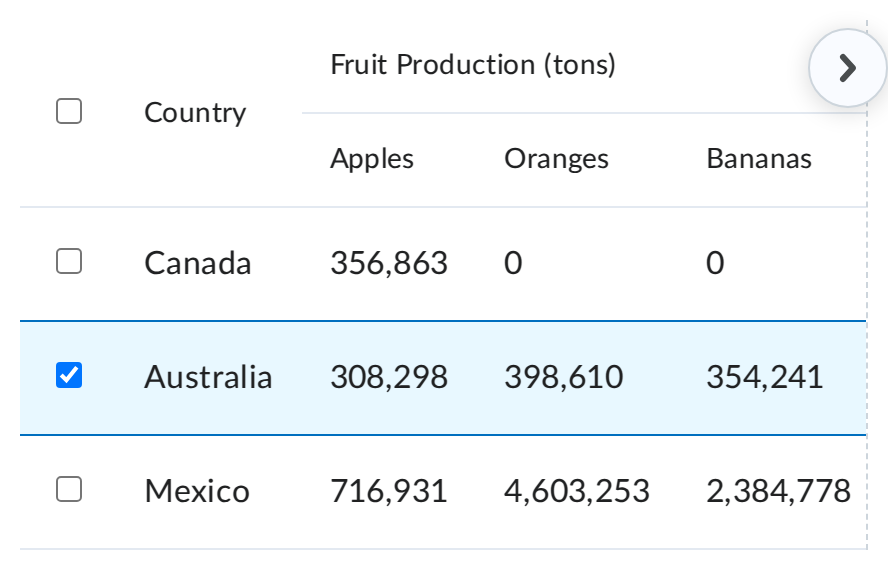 Fruit Production (tons)
Country
Apples Oranges Bananas
Canada 356,863 0 0
Australia 308,298 398,610 354,241
Mexico 716,931 4,603,253 2,384,778